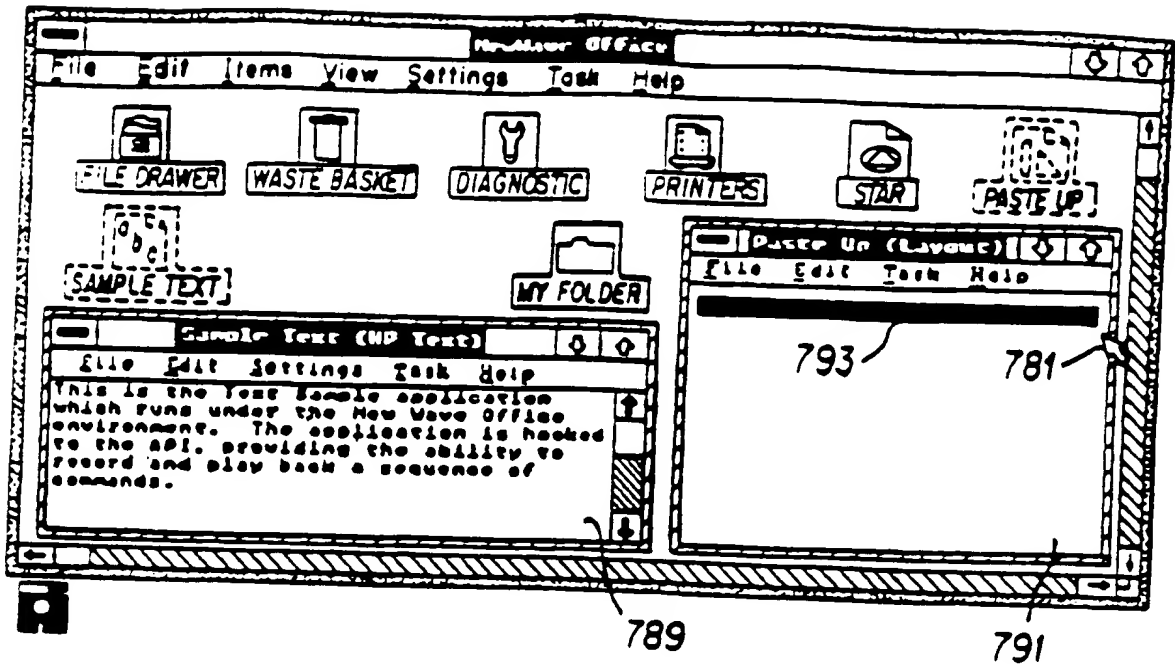 NewWave Office
File Edit Items View Settings Task Help
FILE DRAWER WASTE BASKET DIAGNOSTIC PRINTERS STAR PASTE UP
SAMPLE TEXT MY FOLDER
Paste Up (Layout)
File Edit Task Help
793 781
Sample Text (HP Text)
File Edit Settings Task Help
This is the Text Sample application
which runs under the New Wave Office
environment. The application is hooked
to the API, providing the ability to
record and play back a sequence of
commands.
789 791